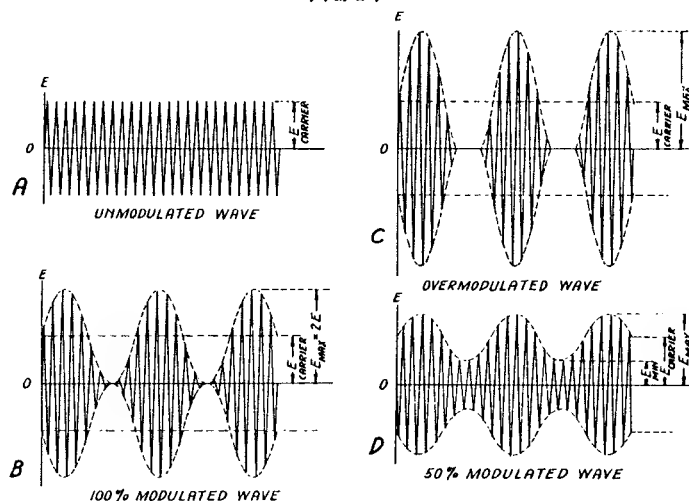 E
O
E CARRIER
A
UNMODULATED WAVE
E
O
E CARRIER
E MAX
C
OVERMODULATED WAVE
E
O
E CARRIER
E MAX = 2E
B
100% MODULATED WAVE
E
O
E MIN
E CARRIER
E MAX
D
50% MODULATED WAVE